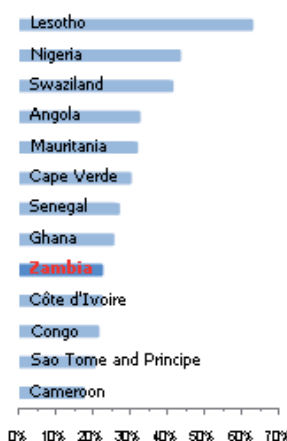 Lesotho
Nigeria
Swaziland
Angola
Mauritania
Cape Verde
Senegal
Ghana
Zambia
Côte d'Ivoire
Congo
Sao Tome and Principe
Cameroon
0% 10% 20% 30% 40% 50% 60% 70%